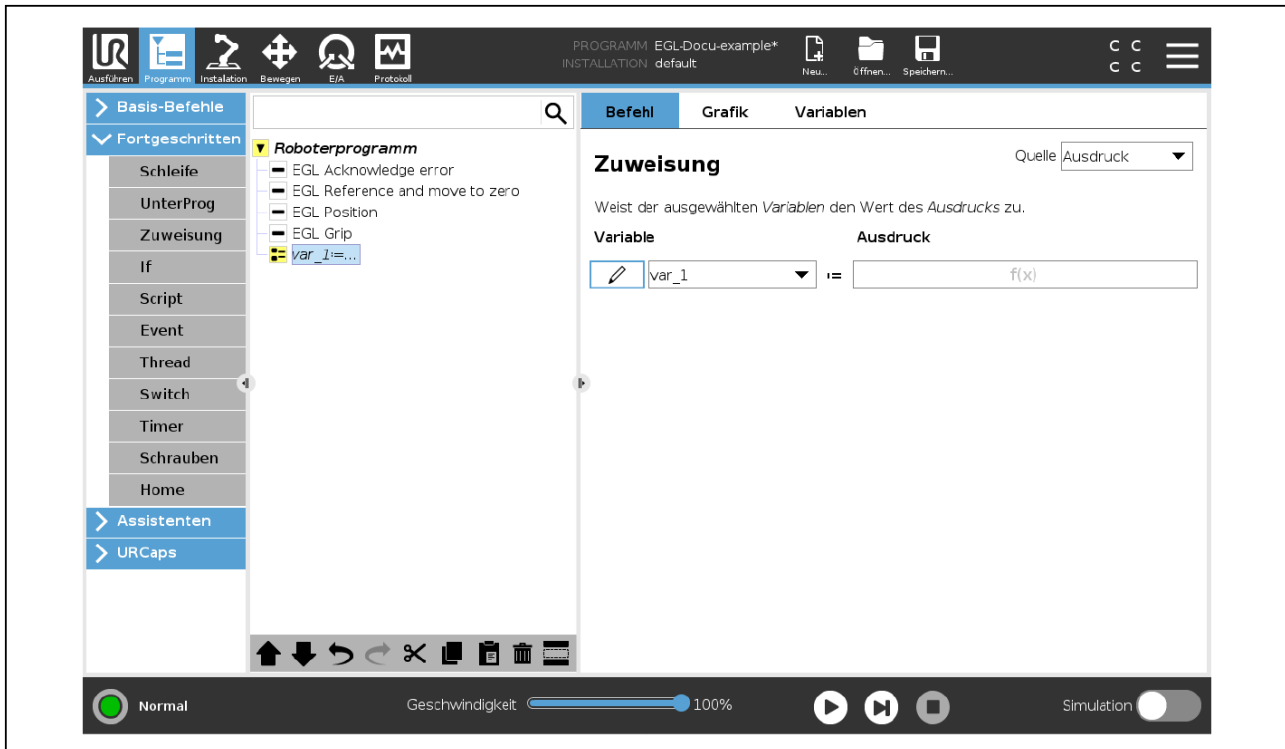 PROGRAMM EGL-Docu-example*
INSTALLATION default
Ausführen Programm Instalation Bewegen E/A Protokoll
Neu... Öffnen... Speichern...
C C
C C
Basis-Befehle
Fortgeschritten
Schleife
UnterProg
Zuweisung
If
Script
Event
Thread
Switch
Timer
Schrauben
Home
Assistenten
URCaps
Roboterprogramm
EGL Acknowledge error
EGL Reference and move to zero
EGL Position
EGL Grip
var_1:=...
Befehl Grafik Variablen
Zuweisung
Quelle Ausdruck
Weist der ausgewählten Variablen den Wert des Ausdrucks zu.
Variable Ausdruck
var_1 := f(x)
Normal Geschwindigkeit 100% Simulation